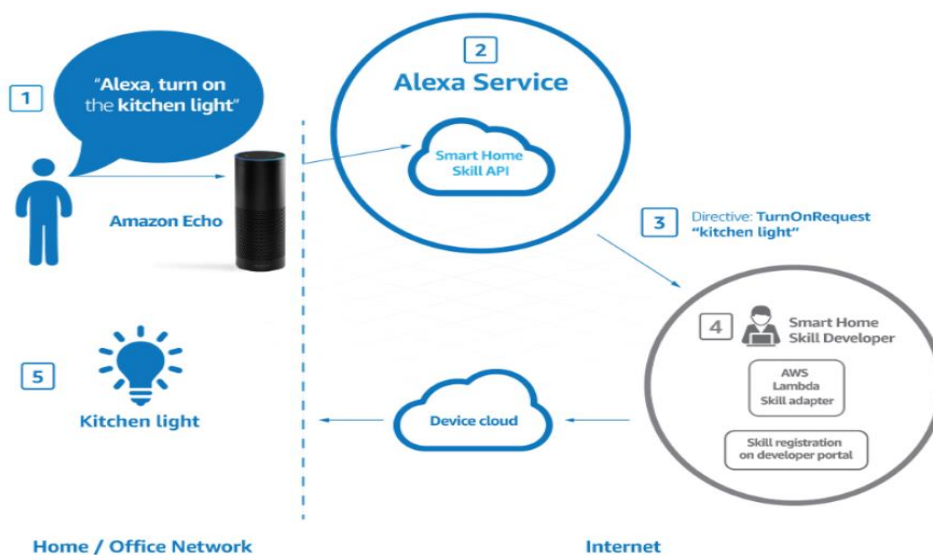 1
"Alexa, turn on
the kitchen light"
Amazon Echo
2
Alexa Service
Smart Home
Skill API
3
Directive: TurnOnRequest
"kitchen light"
4
Smart Home
Skill Developer
AWS
Lambda
Skill adapter
Skill registration
on developer portal
Device cloud
5
Kitchen light
Home / Office Network
Internet